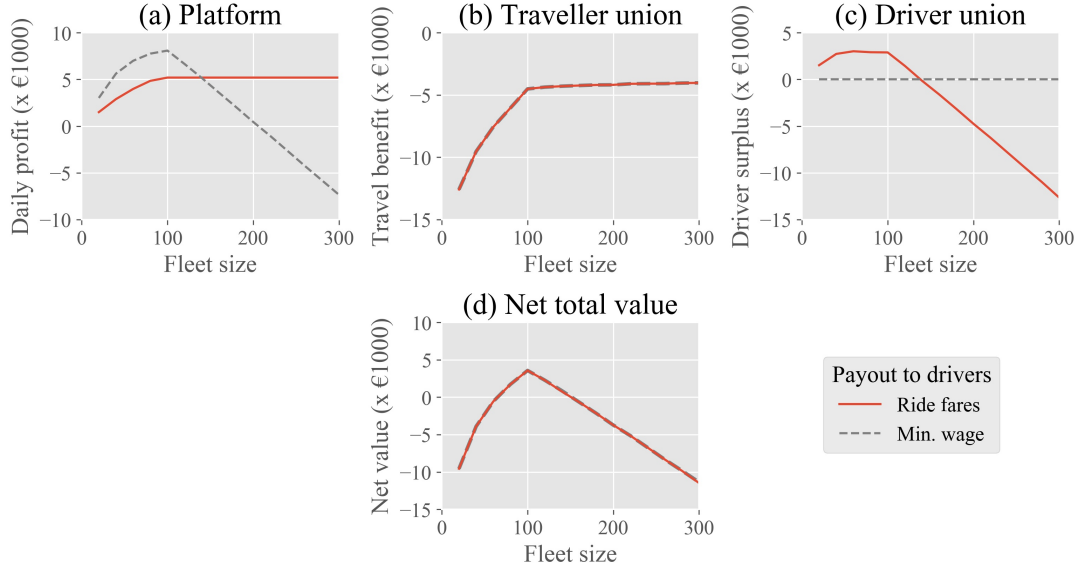 (a) Platform
Daily profit (x €1000)
10
5
0
−5
−10
0
100
200
300
Fleet size
(b) Traveller union
Travel benefit (x €1000)
0
−5
−10
−15
0
100
200
300
Fleet size
(c) Driver union
Driver surplus (x €1000)
5
0
−5
−10
−15
0
100
200
300
Fleet size
(d) Net total value
Net value (x €1000)
10
5
0
−5
−10
−15
0
100
200
300
Fleet size
Payout to drivers
Ride fares
Min. wage